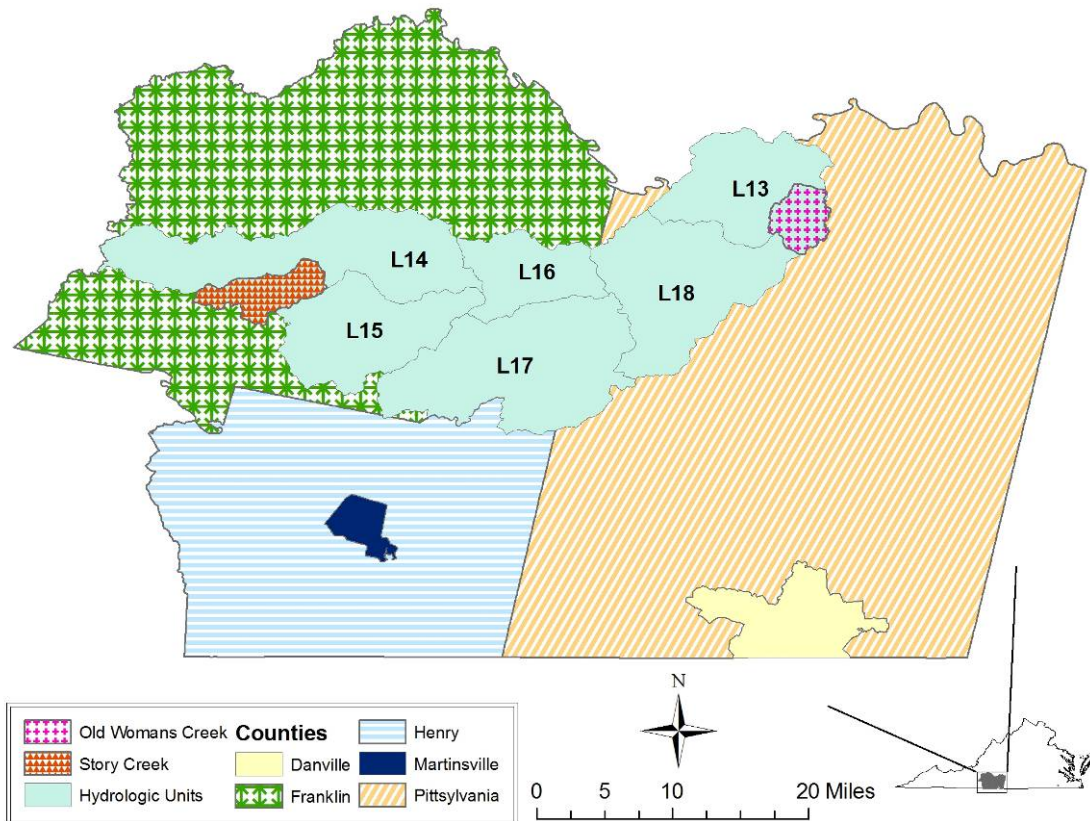 L13
L14
L16
L18
L15
L17
N
Old Womans Creek
Story Creek
Hydrologic Units
Counties
Danville
Franklin
Henry
Martinsville
Pittsylvania
0 5 10 20 Miles